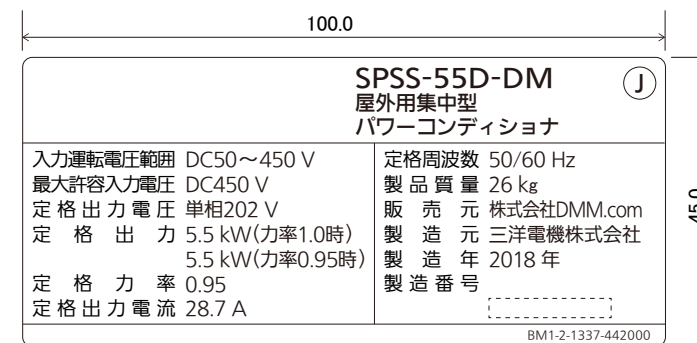 100.0
SPSS-55D-DM
J
屋外用集中型
パワーコンディショナ
入力運転電圧範囲 DC50～450 V
最大許容入力電圧 DC450 V
定格出力電圧 単相202 V
定格出力 5.5 kW(力率1.0時)
5.5 kW(力率0.95時)
定格力率 0.95
定格出力電流 28.7 A
定格周波数 50/60 Hz
製品質量 26 kg
販売元 株式会社DMM.com
製造元 三洋電機株式会社
製造年 2018 年
製造番号
BM1-2-1337-442000
45.0